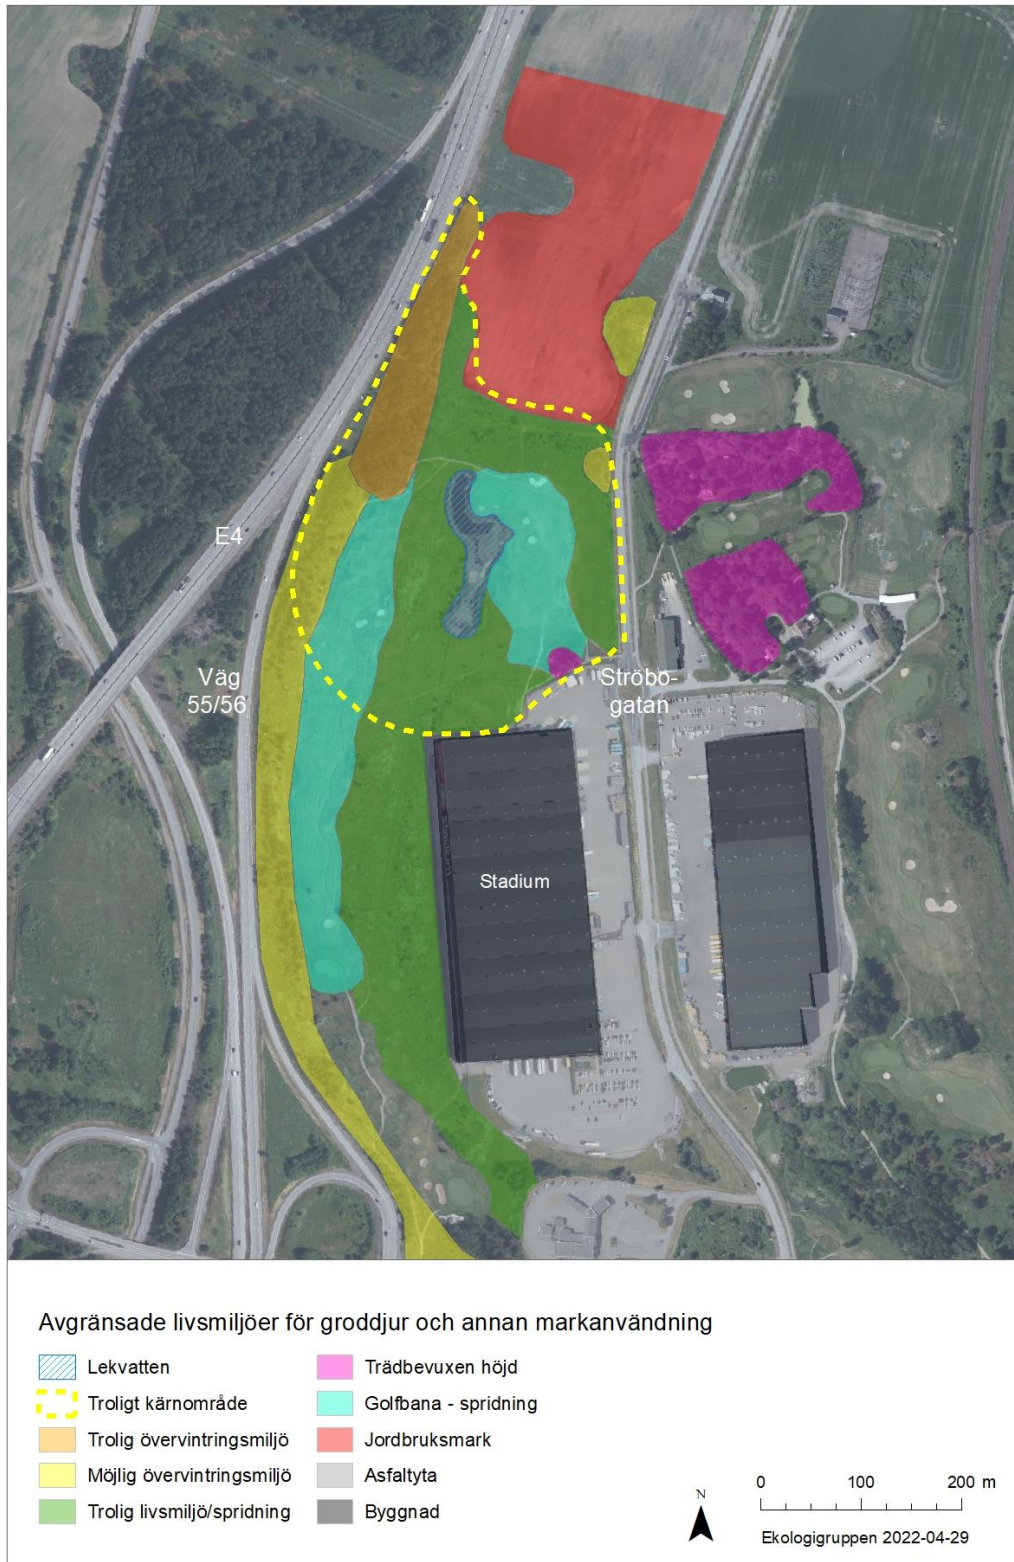 E4
Väg
55/56
Ströbo-
gatan
Stadium
Avgränsade livsmiljöer för groddjur och annan markanvändning
Lekvatten
Troligt kärnområde
Trolig övervintringsmiljö
Möjlig övervintringsmiljö
Trolig livsmiljö/spridning
Trädbevuxen höjd
Golfbana - spridning
Jordbruksmark
Asfaltyta
Byggnad
N
0 100 200 m
Ekologigruppen 2022-04-29